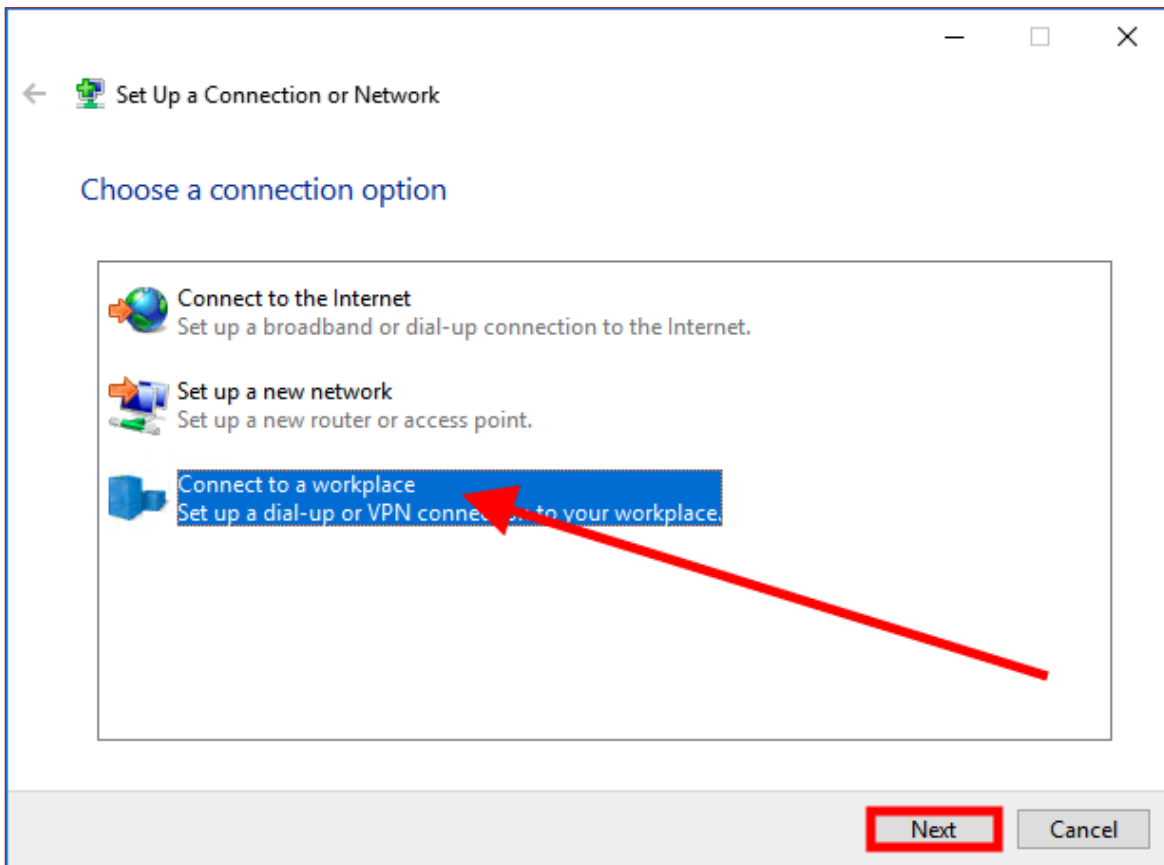 Set Up a Connection or Network
Choose a connection option
Connect to the Internet
Set up a broadband or dial-up connection to the Internet.
Set up a new network
Set up a new router or access point.
Connect to a workplace
Set up a dial-up or VPN connection to your workplace.
Next
Cancel